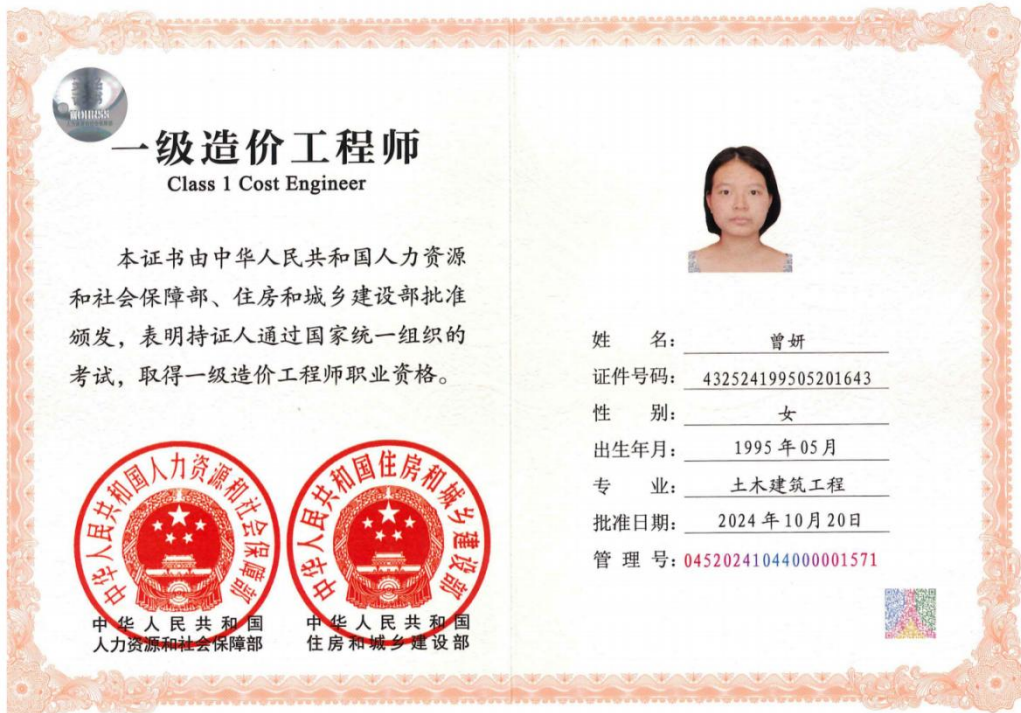 一级造价工程师
Class 1 Cost Engineer
本证书由中华人民共和国人力资源
和社会保障部、住房和城乡建设部批准
颁发，表明持证人通过国家统一组织的
考试，取得一级造价工程师职业资格。
中华人民共和国人力资源和社会保障部
中华人民共和国住房和城乡建设部
中华人民共和国
人力资源和社会保障部
中华人民共和国
住房和城乡建设部
姓 名：曾妍
证件号码：432524199505201643
性 别：女
出生年月：1995年05月
专 业：土木建筑工程
批准日期：2024年10月20日
管 理 号：04520241044000001571